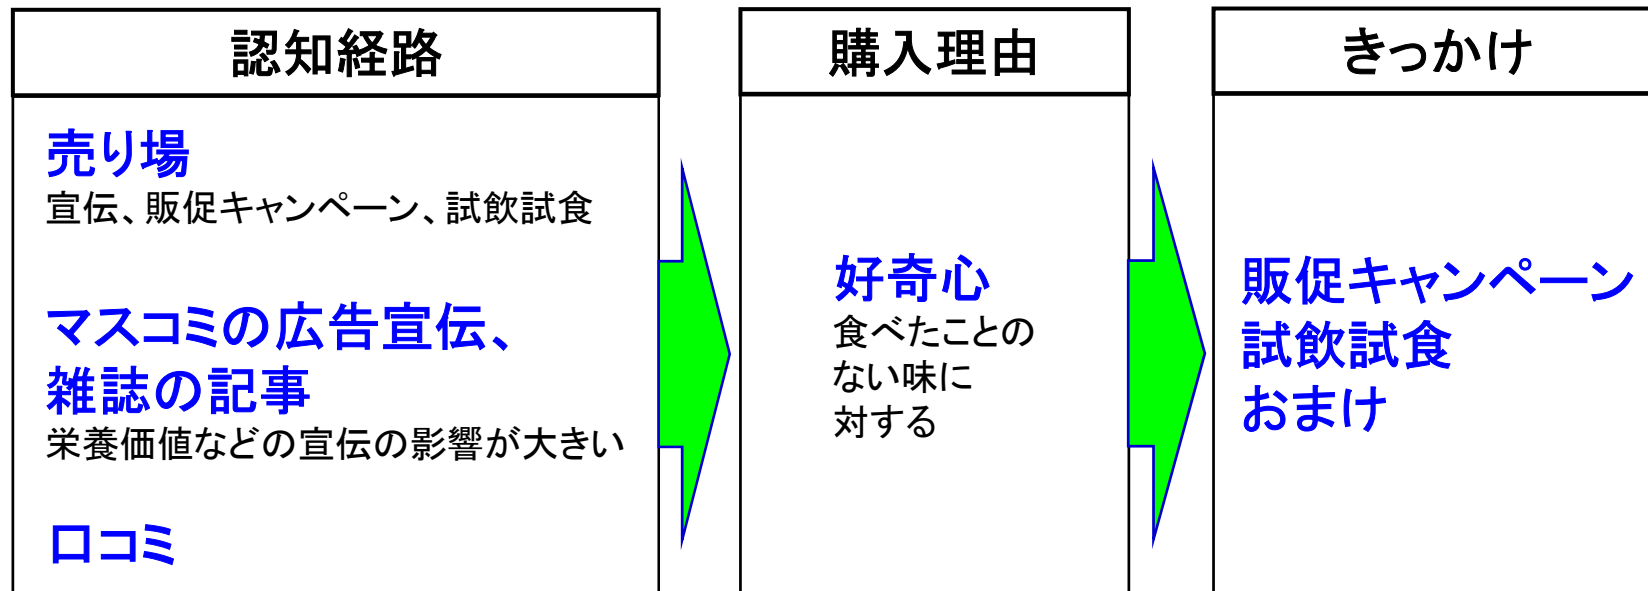 認知経路
売り場
宣伝、販促キャンペーン、試飲試食
マスコミの広告宣伝、
雑誌の記事
栄養価値などの宣伝の影響が大きい
口コミ
購入理由
好奇心
食べたことの
ない味に
対する
きっかけ
販促キャンペーン
試飲試食
おまけ